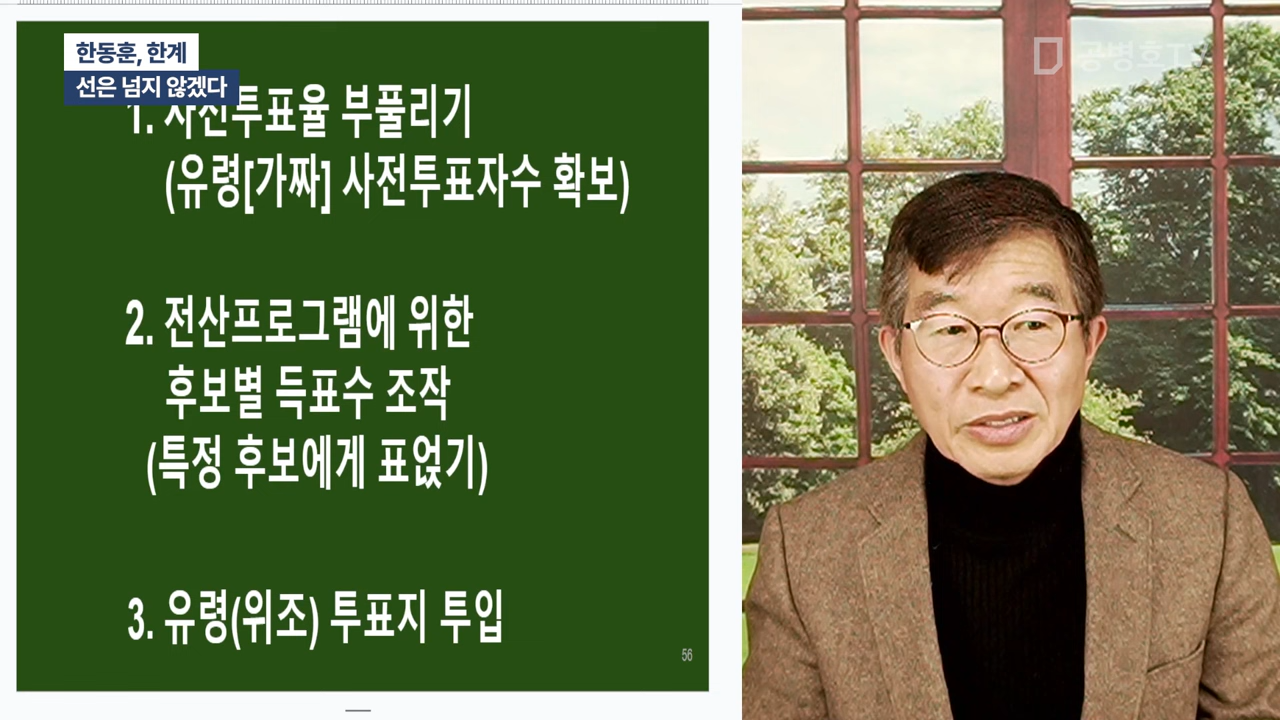 한동훈, 한계
선은 넘지 않겠다
1. 사전투표율 부풀리기
(유령[가짜] 사전투표자수 확보)
2. 전산프로그램에 위한
후보별 득표수 조작
(특정 후보에게 표얹기)
3. 유령(위조) 투표지 투입
56
공병호TV